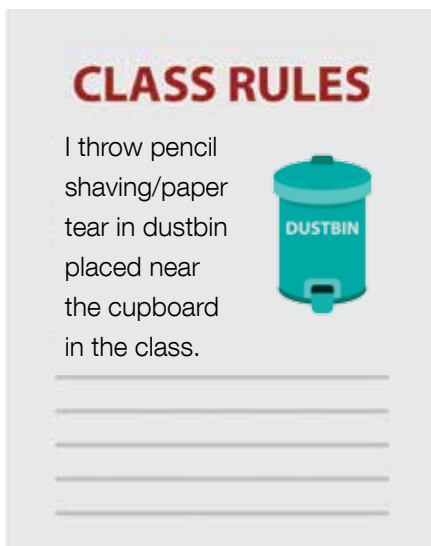 CLASS RULES
I throw pencil
shaving/paper
tear in dustbin
placed near
the cupboard
in the class.
DUSTBIN